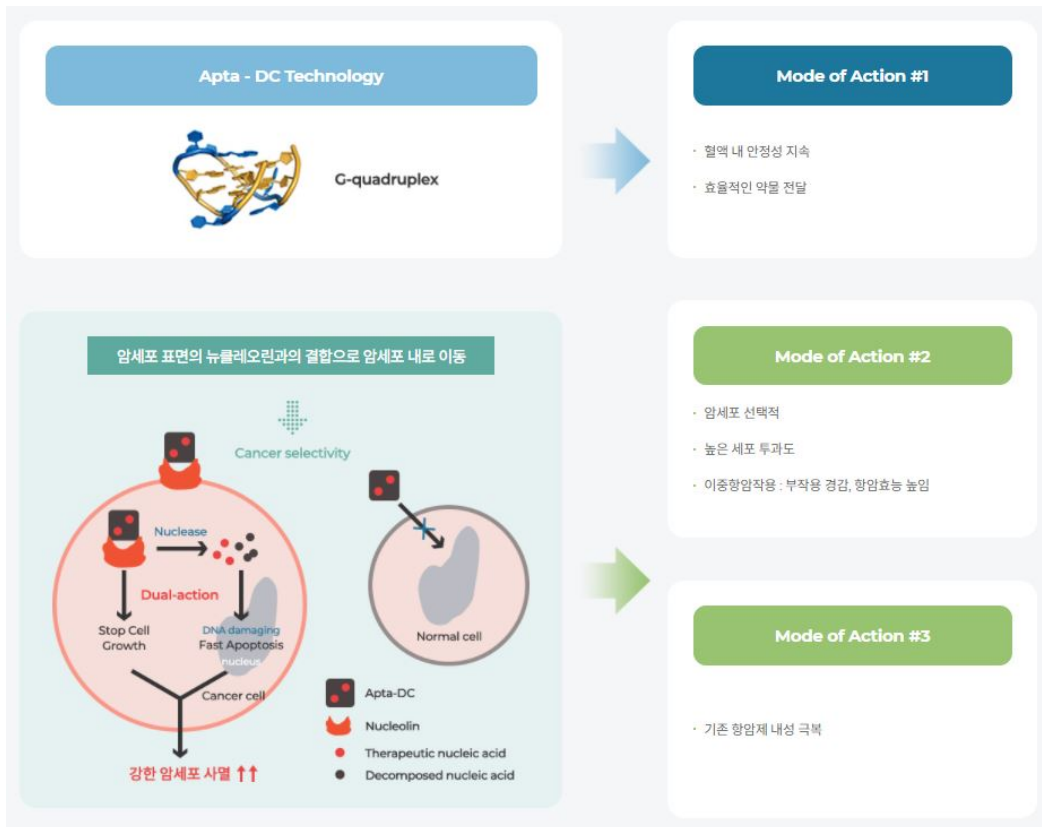 Apta - DC Technology
G-quadruplex
Mode of Action #1
· 혈액 내 안정성 지속
· 효율적인 약물 전달
암세포 표면의 뉴클레오린과의 결합으로 암세포 내로 이동
Cancer selectivity
Nuclease
Dual-action
Stop Cell
Growth
DNA damaging
Fast Apoptosis
nucleus
Cancer cell
강한 암세포 사멸 ↑↑
Normal cell
Apta-DC
Nucleolin
Therapeutic nucleic acid
Decomposed nucleic acid
Mode of Action #2
· 암세포 선택적
· 높은 세포 투과도
· 이중항암작용 : 부작용 경감, 항암효능 높임
Mode of Action #3
· 기존 항암제 내성 극복